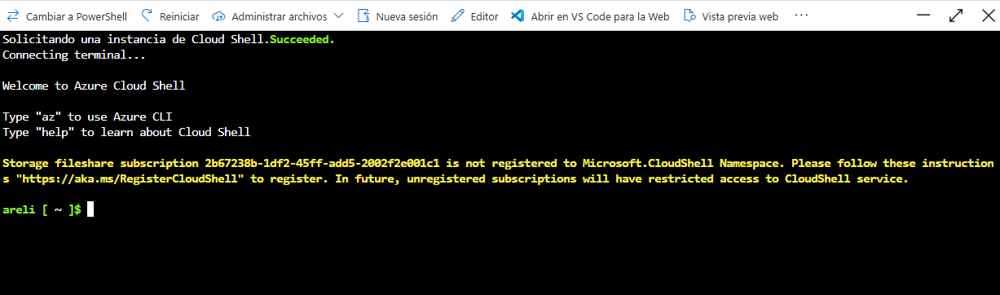 Cambiar a PowerShell Reiniciar Administrar archivos Nueva sesión Editor Abrir en VS Code para la Web Vista previa web ...
Solicitando una instancia de Cloud Shell.Succeeded.
Connecting terminal...
Welcome to Azure Cloud Shell
Type "az" to use Azure CLI
Type "help" to learn about Cloud Shell
Storage fileshare subscription 2b67238b-1df2-45ff-add5-2002f2e001c1 is not registered to Microsoft.CloudShell Namespace. Please follow these instruction
s "https://aka.ms/RegisterCloudShell" to register. In future, unregistered subscriptions will have restricted access to CloudShell service.
areli [ ~ ]$